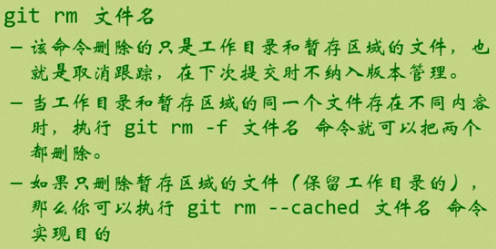 git rm 文件名
– 该命令删除的只是工作目录和暂存区域的文件，也
就是取消跟踪，在下次提交时不纳入版本管理。
– 当工作目录和暂存区域的同一个文件存在不同内容
时，执行 git rm -f 文件名 命令就可以把两个
都删除。
– 如果只删除暂存区域的文件（保留工作目录的），
那么你可以执行 git rm --cached 文件名 命令
实现目的